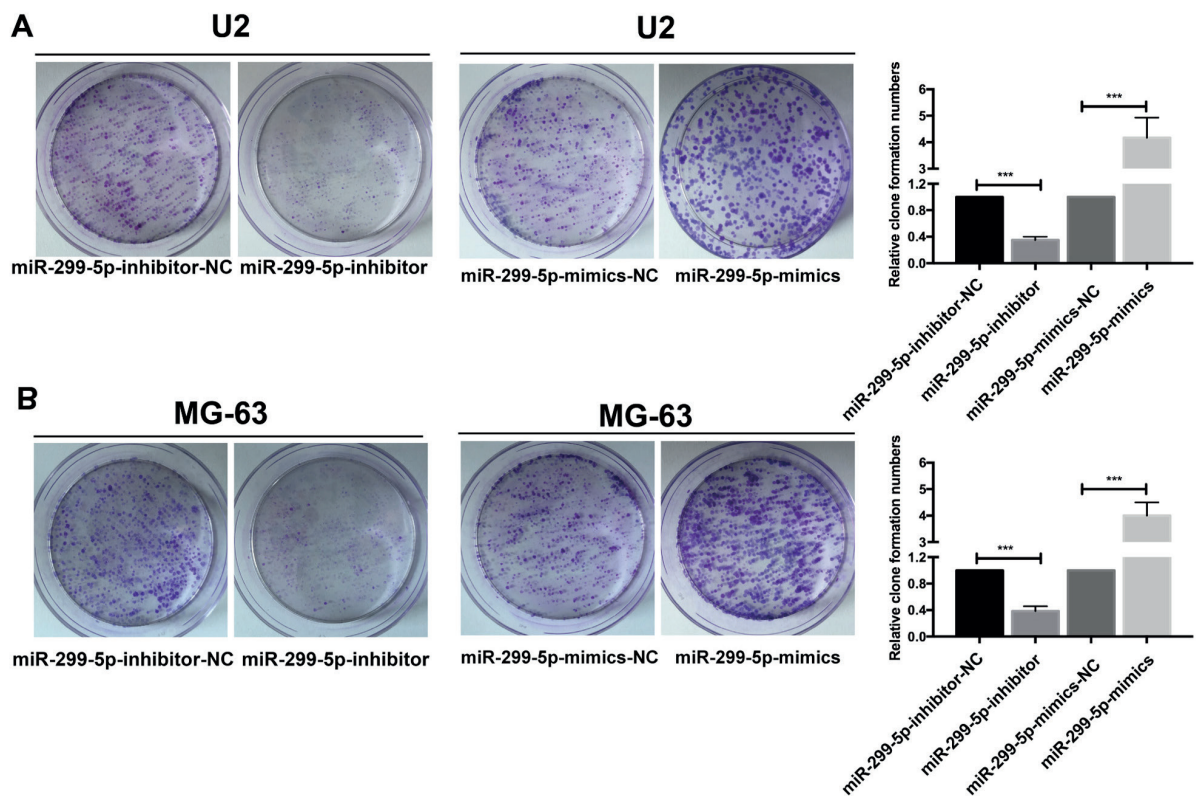 A
U2
U2
miR-299-5p-inhibitor-NC
miR-299-5p-inhibitor
miR-299-5p-mimics-NC
miR-299-5p-mimics
Relative clone formation numbers
6
5
4
3
1.2
0.8
0.4
0.0
***
***
miR-299-5p-inhibitor-NC
miR-299-5p-inhibitor
miR-299-5p-mimics-NC
miR-299-5p-mimics
B
MG-63
MG-63
miR-299-5p-inhibitor-NC
miR-299-5p-inhibitor
miR-299-5p-mimics-NC
miR-299-5p-mimics
Relative clone formation numbers
6
5
4
3
1.2
0.8
0.4
0.0
***
***
miR-299-5p-inhibitor-NC
miR-299-5p-inhibitor
miR-299-5p-mimics-NC
miR-299-5p-mimics